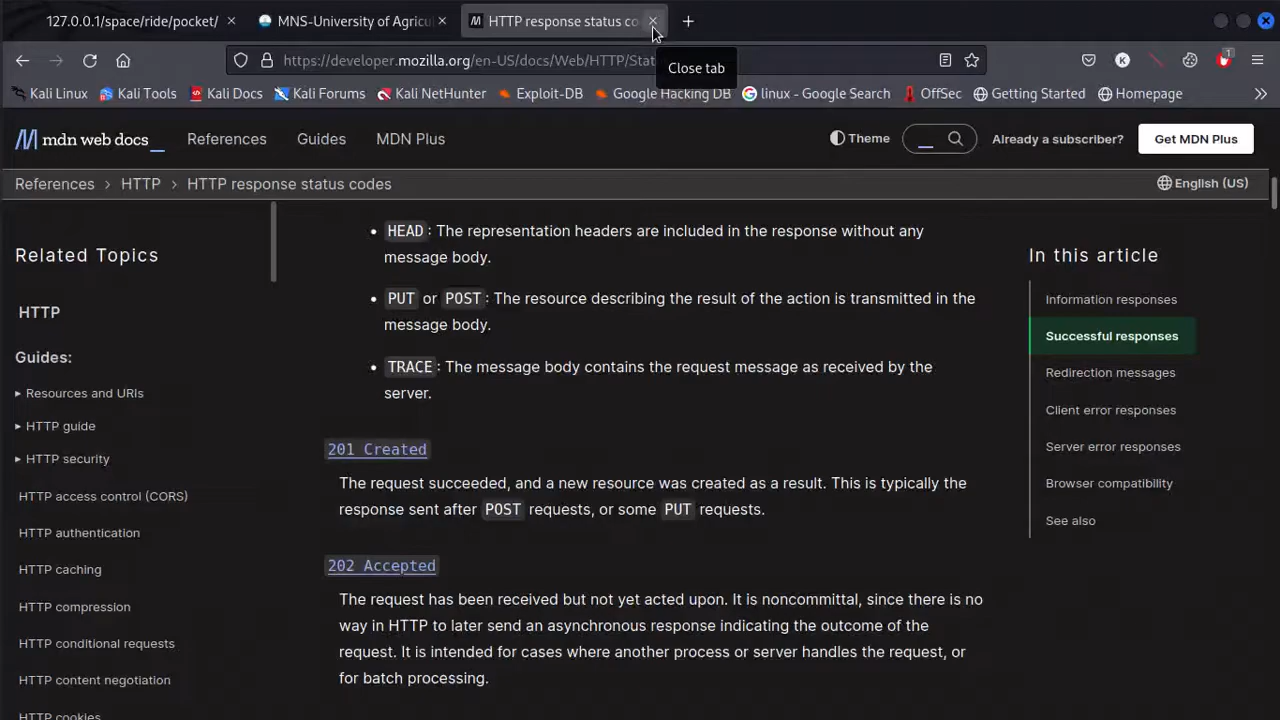 127.0.0.1/space/ride/pocket/
MNS-University of Agricul
HTTP response status co
https://developer.mozilla.org/en-US/docs/Web/HTTP/Stat
Close tab
1
Kali Linux
Kali Tools
Kali Docs
Kali Forums
Kali NetHunter
Exploit-DB
Google Hacking DB
linux - Google Search
OffSec
Getting Started
Homepage
mdn web docs
References
Guides
MDN Plus
Theme
Already a subscriber?
Get MDN Plus
References > HTTP > HTTP response status codes
English (US)
Related Topics
HTTP
Guides:
Resources and URIs
HTTP guide
HTTP security
HTTP access control (CORS)
HTTP authentication
HTTP caching
HTTP compression
HTTP conditional requests
HTTP content negotiation
HTTP cookies
• HEAD: The representation headers are included in the response without any
message body.
• PUT or POST: The resource describing the result of the action is transmitted in the
message body.
• TRACE: The message body contains the request message as received by the
server.
201 Created
The request succeeded, and a new resource was created as a result. This is typically the
response sent after POST requests, or some PUT requests.
202 Accepted
The request has been received but not yet acted upon. It is noncommittal, since there is no
way in HTTP to later send an asynchronous response indicating the outcome of the
request. It is intended for cases where another process or server handles the request, or
for batch processing.
In this article
Information responses
Successful responses
Redirection messages
Client error responses
Server error responses
Browser compatibility
See also